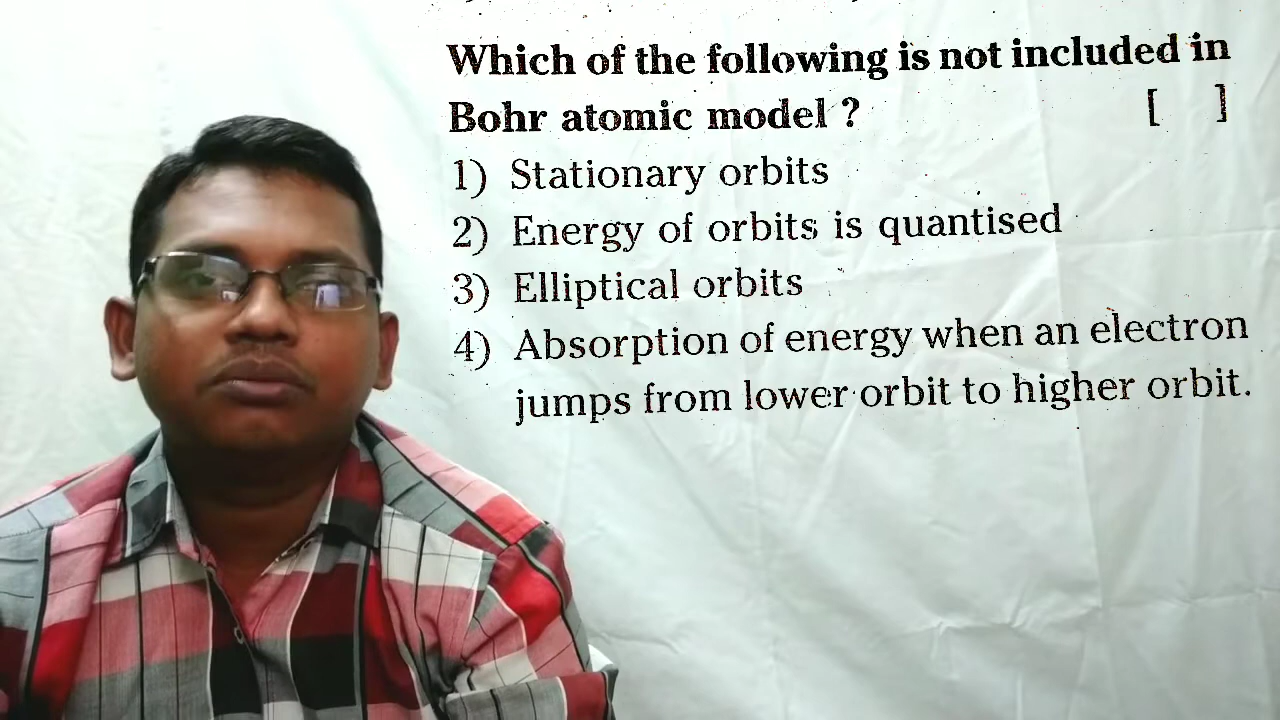 Which of the following is not included in
Bohr atomic model ? [ ]
1) Stationary orbits
2) Energy of orbits is quantised
3) Elliptical orbits
4) Absorption of energy when an electron
jumps from lower orbit to higher orbit.